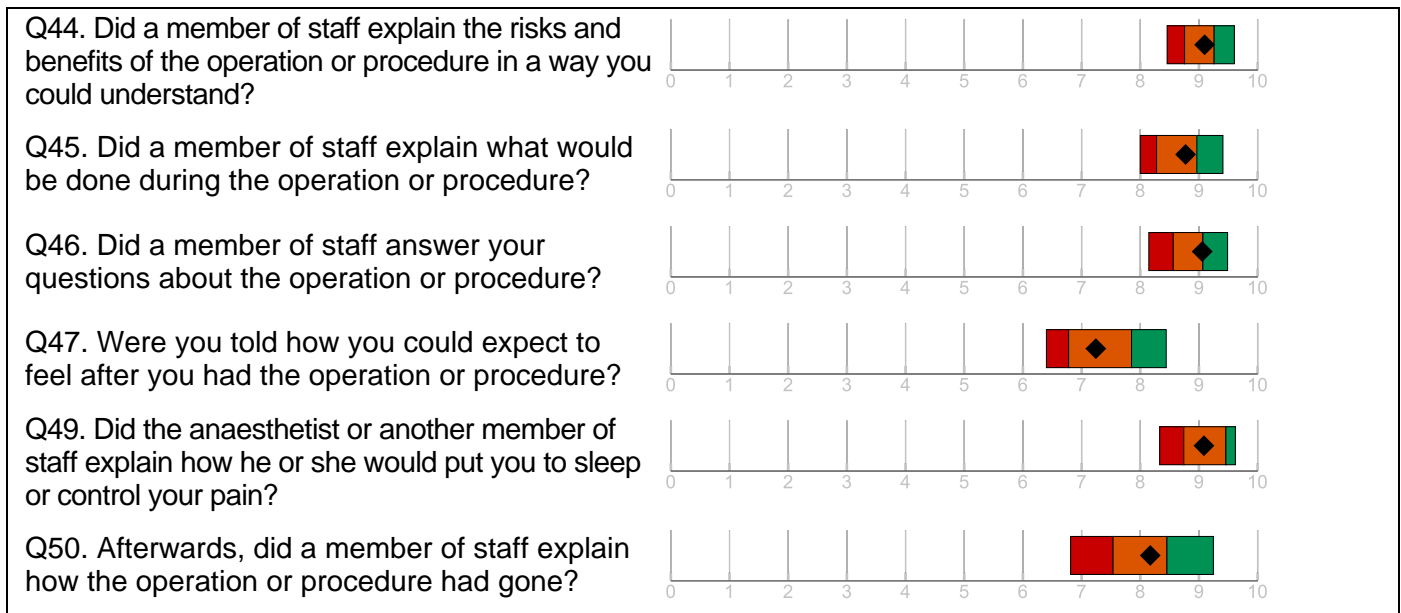 Q44. Did a member of staff explain the risks and
benefits of the operation or procedure in a way you
could understand?
0 1 2 3 4 5 6 7 8 9 10
Q45. Did a member of staff explain what would
be done during the operation or procedure?
0 1 2 3 4 5 6 7 8 9 10
Q46. Did a member of staff answer your
questions about the operation or procedure?
0 1 2 3 4 5 6 7 8 9 10
Q47. Were you told how you could expect to
feel after you had the operation or procedure?
0 1 2 3 4 5 6 7 8 9 10
Q49. Did the anaesthetist or another member of
staff explain how he or she would put you to sleep
or control your pain?
0 1 2 3 4 5 6 7 8 9 10
Q50. Afterwards, did a member of staff explain
how the operation or procedure had gone?
0 1 2 3 4 5 6 7 8 9 10